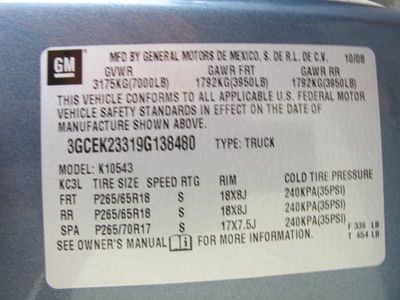 GM
MFD BY GENERAL MOTORS DE MEXICO, S. DE R.L. DE C.V. 10/08
GVWR GAWR FRT GAWR RR
3175KG(7000LB) 1792KG(3950LB) 1792KG(3950LB)
THIS VEHICLE CONFORMS TO ALL APPLICABLE U.S. FEDERAL MOTOR
VEHICLE SAFETY STANDARDS IN EFFECT ON THE DATE OF
MANUFACTURE SHOWN ABOVE.
3GCEK23319G138480 TYPE: TRUCK
MODEL: K10543
KC3L TIRE SIZE SPEED RTG RIM COLD TIRE PRESSURE
FRT P265/65R18 S 18X8J 240KPA(35PSI)
RR P265/65R18 S 18X8J 240KPA(35PSI)
SPA P265/70R17 S 17X7.5J 240KPA(35PSI)
SEE OWNER'S MANUAL FOR MORE INFORMATION.
F 336 LB
T 654 LB